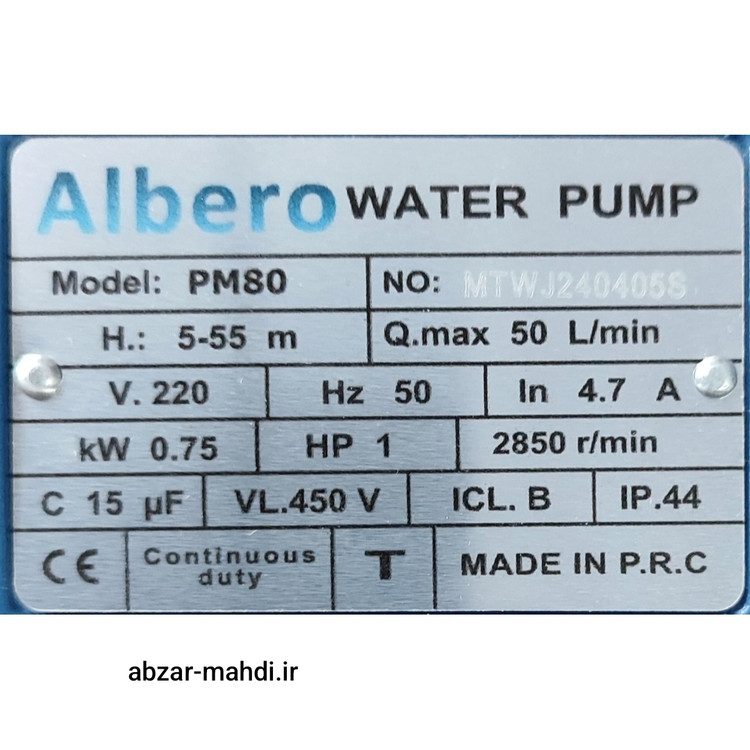 Albero WATER PUMP
Model: PM80 NO: MTWJ240405S
H.: 5-55 m Q.max 50 L/min
V. 220 Hz 50 In 4.7 A
kW 0.75 HP 1 2850 r/min
C 15 µF VL.450 V ICL. B IP.44
CE Continuous duty T MADE IN P.R.C
abzar-mahdi.ir